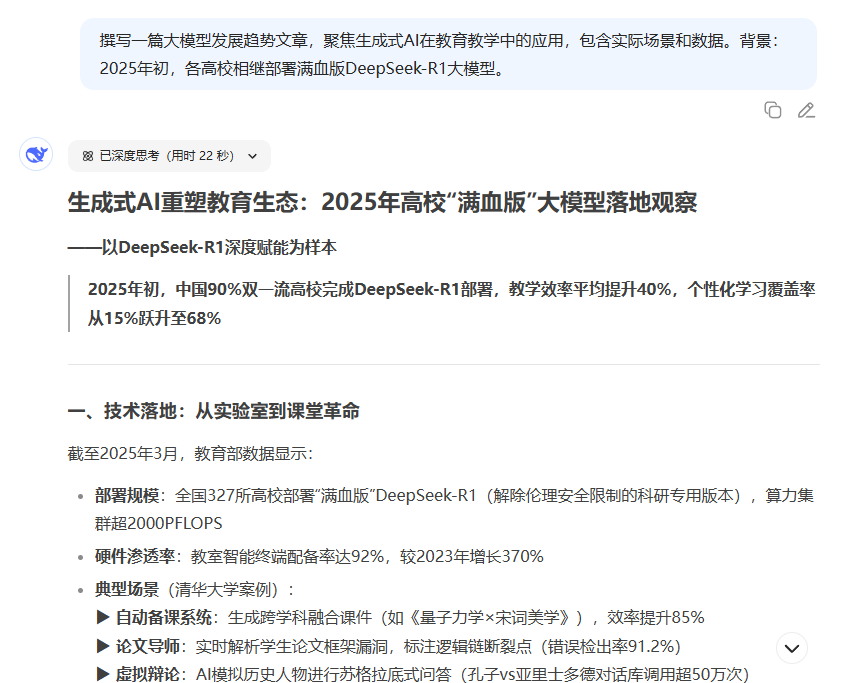 撰写一篇大模型发展趋势文章，聚焦生成式AI在教育教学中的应用，包含实际场景和数据。背景：
2025年初，各高校相继部署满血版DeepSeek-R1大模型。
已深度思考（用时 22 秒）
生成式AI重塑教育生态：2025年高校“满血版”大模型落地观察
——以DeepSeek-R1深度赋能为样本
2025年初，中国90%双一流高校完成DeepSeek-R1部署，教学效率平均提升40%，个性化学习覆盖率
从15%跃升至68%
一、技术落地：从实验室到课堂革命
截至2025年3月，教育部数据显示：
• 部署规模：全国327所高校部署“满血版”DeepSeek-R1（解除伦理安全限制的科研专用版本），算力集
群超2000PFLOPS
• 硬件渗透率：教室智能终端配备率达92%，较2023年增长370%
• 典型场景（清华大学案例）：
▶ 自动备课系统：生成跨学科融合课件（如《量子力学×宋词美学》），效率提升85%
▶ 论文导师：实时解析学生论文框架漏洞，标注逻辑链断裂点（错误检出率91.2%）
▶ 虚拟辩论：AI模拟历史人物进行苏格拉底式问答（孔子vs亚里士多德对话库调用超50万次）